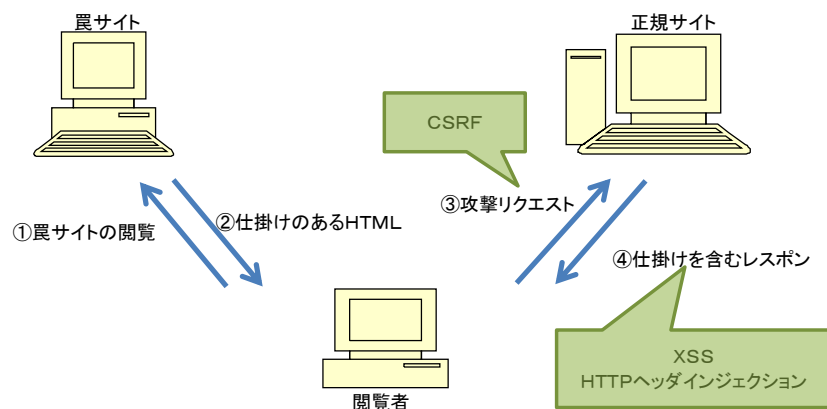 罠サイト
正規サイト
CSRF
①罠サイトの閲覧
②仕掛けのあるHTML
③攻撃リクエスト
④仕掛けを含むレスポン
閲覧者
XSS
HTTPヘッダインジェクション